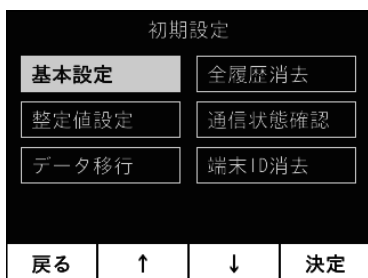 初期設定
基本設定 全履歴消去
整定値設定 通信状態確認
データ移行 端末ID消去
戻る ↑ ↓ 決定